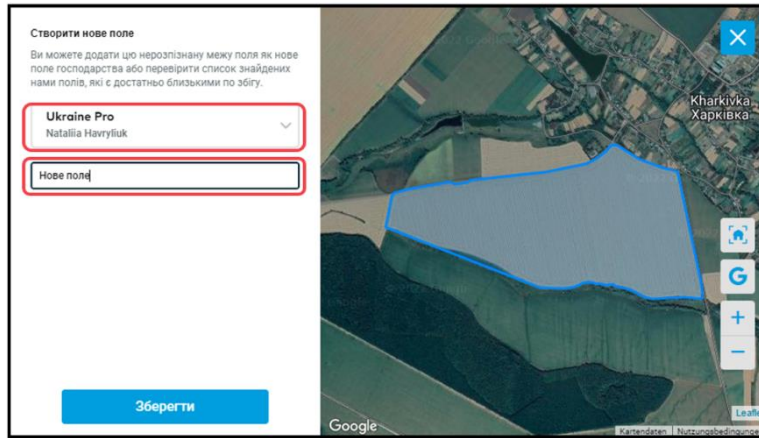 Створити нове поле
Ви можете додати цю нерозпізнану межу поля як нове
поле господарства або перевірити список знайдених
нами полів, які є достатньо близькими по збігу.
Ukraine Pro
Nataliia Havryliuk
Нове поле
Зберегти
Kharkivka
Харківка
G
+
−
Leafle
Google
Kartendaten
Nutzungsbedingunge